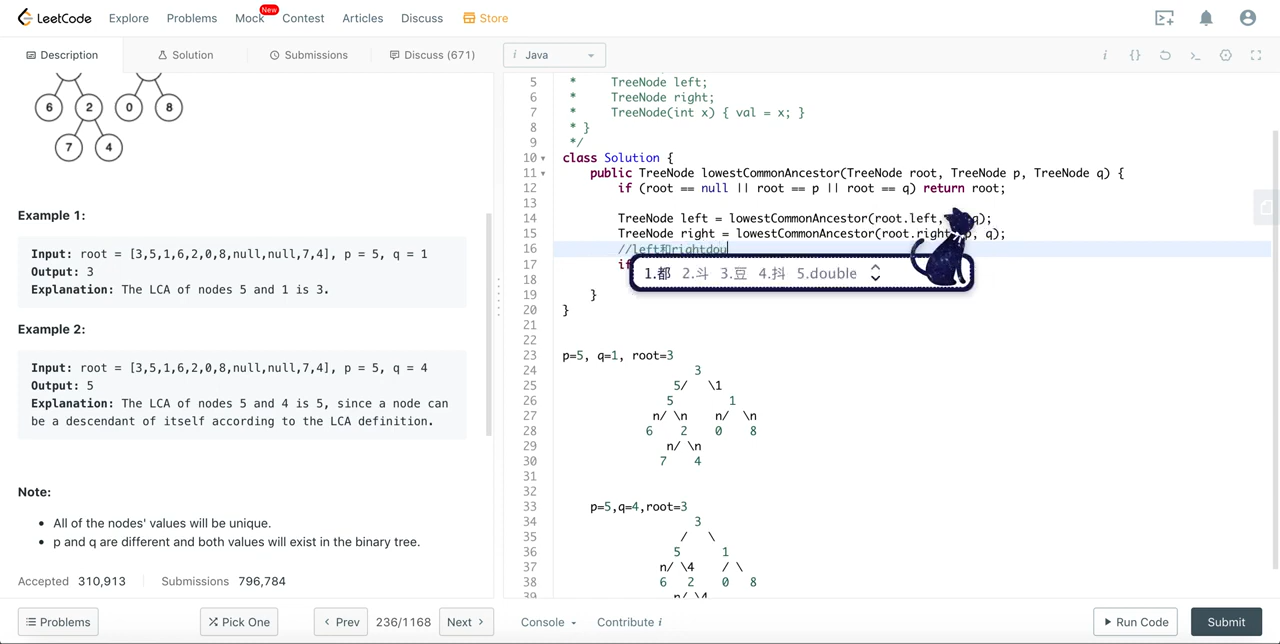 LeetCode Explore Problems Mock New Contest Articles Discuss Store
Description Solution Submissions Discuss (671)
6 2 0 8
7 4
Example 1:
Input: root = [3,5,1,6,2,0,8,null,null,7,4], p = 5, q = 1
Output: 3
Explanation: The LCA of nodes 5 and 1 is 3.
Example 2:
Input: root = [3,5,1,6,2,0,8,null,null,7,4], p = 5, q = 4
Output: 5
Explanation: The LCA of nodes 5 and 4 is 5, since a node can
be a descendant of itself according to the LCA definition.
Note:
• All of the nodes' values will be unique.
• p and q are different and both values will exist in the binary tree.
Accepted 310,913 Submissions 796,784
Problems Pick One Prev 236/1168 Next
i Java
5 * TreeNode left;
6 * TreeNode right;
7 * TreeNode(int x) { val = x; }
8 * }
9 */
10 class Solution {
11 public TreeNode lowestCommonAncestor(TreeNode root, TreeNode p, TreeNode q) {
12 if (root == null || root == p || root == q) return root;
13
14 TreeNode left = lowestCommonAncestor(root.left, q);
15 TreeNode right = lowestCommonAncestor(root.right, q);
16 //left和rightdou
17 if
1.都 2.斗 3.豆 4.抖 5.double
18
19 }
20 }
21
22
23 p=5, q=1, root=3
24 3
25 5/ \1
26 5 1
27 n/ \n n/ \n
28 6 2 0 8
29 n/ \n
30 7 4
31
32
33 p=5,q=4,root=3
34 3
35 / \
36 5 1
37 n/ \4 / \
38 6 2 0 8
39 n/ \4
Console Contribute i Run Code Submit